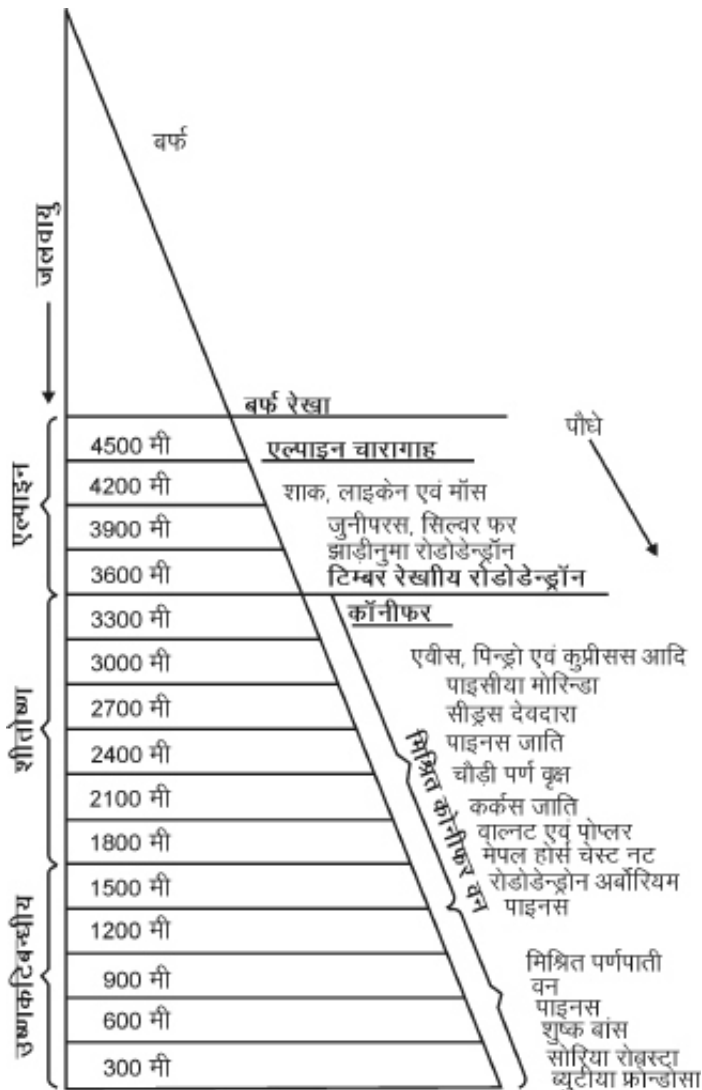 बर्फ
जलवायु
बर्फ रेखा
पौधे
4500 मी
एल्पाइन चारागाह
4200 मी
शाक, लाइकेन एवं मॉस
एल्पाइन
3900 मी
जुनीपरस, सिल्वर फर
झाड़ीनुमा रोडोडेन्ड्रॉन
3600 मी
टिम्बर रेखाीय रोडोडेन्ड्रॉन
3300 मी
कॉनीफर
3000 मी
एवीस, पिन्ड्रो एवं कुप्रीसस आदि
पाइसीया मोरिन्डा
2700 मी
सीड्रस देवदारा
शीतोष्ण
पाइनस जाति
2400 मी
चौड़ी पर्ण वृक्ष
मिश्रित कोनीफर वन
2100 मी
कर्कस जाति
1800 मी
वाल्नट एवं पोप्लर
मेपल हॉर्स चेस्ट नट
1500 मी
रोडोडेन्ड्रोन अर्बोरियम
पाइनस
1200 मी
उष्णकटिबन्धीय
900 मी
मिश्रित पर्णपाती
वन
600 मी
पाइनस
शुष्क बांस
300 मी
सोरिया रोबस्टा
ब्यूटीया फ्रोन्डोसा